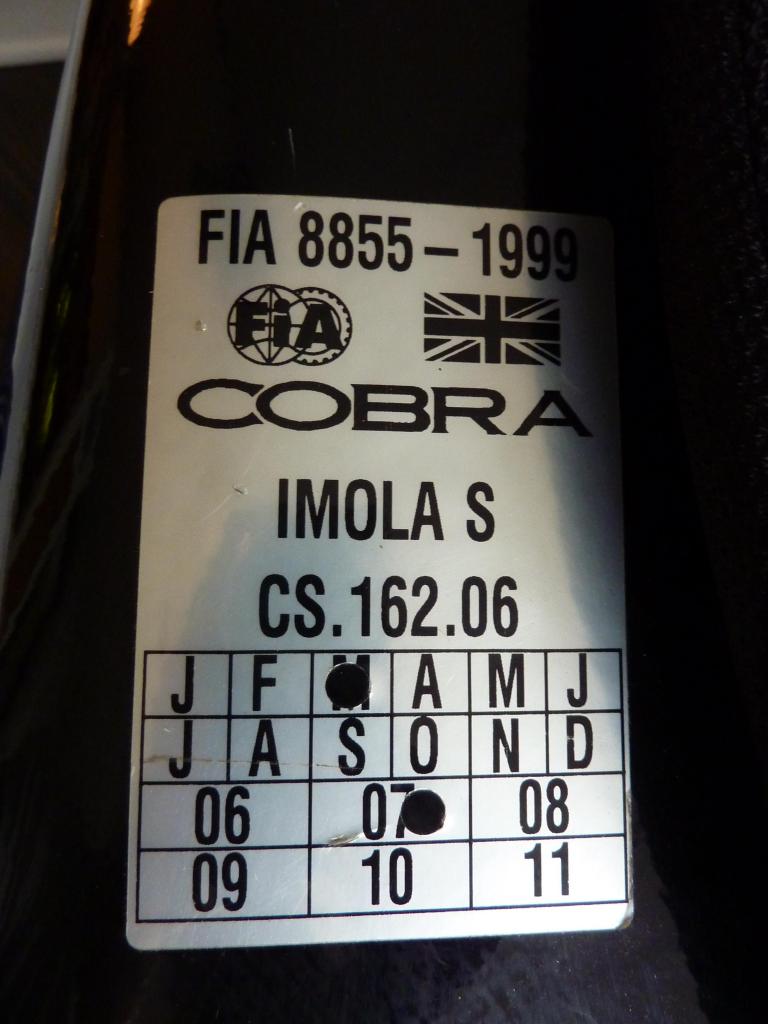 FIA 8855-1999
FiA
COBRA
IMOLA S
CS.162.06
J F M A M J
J A S O N D
06 07 08
09 10 11